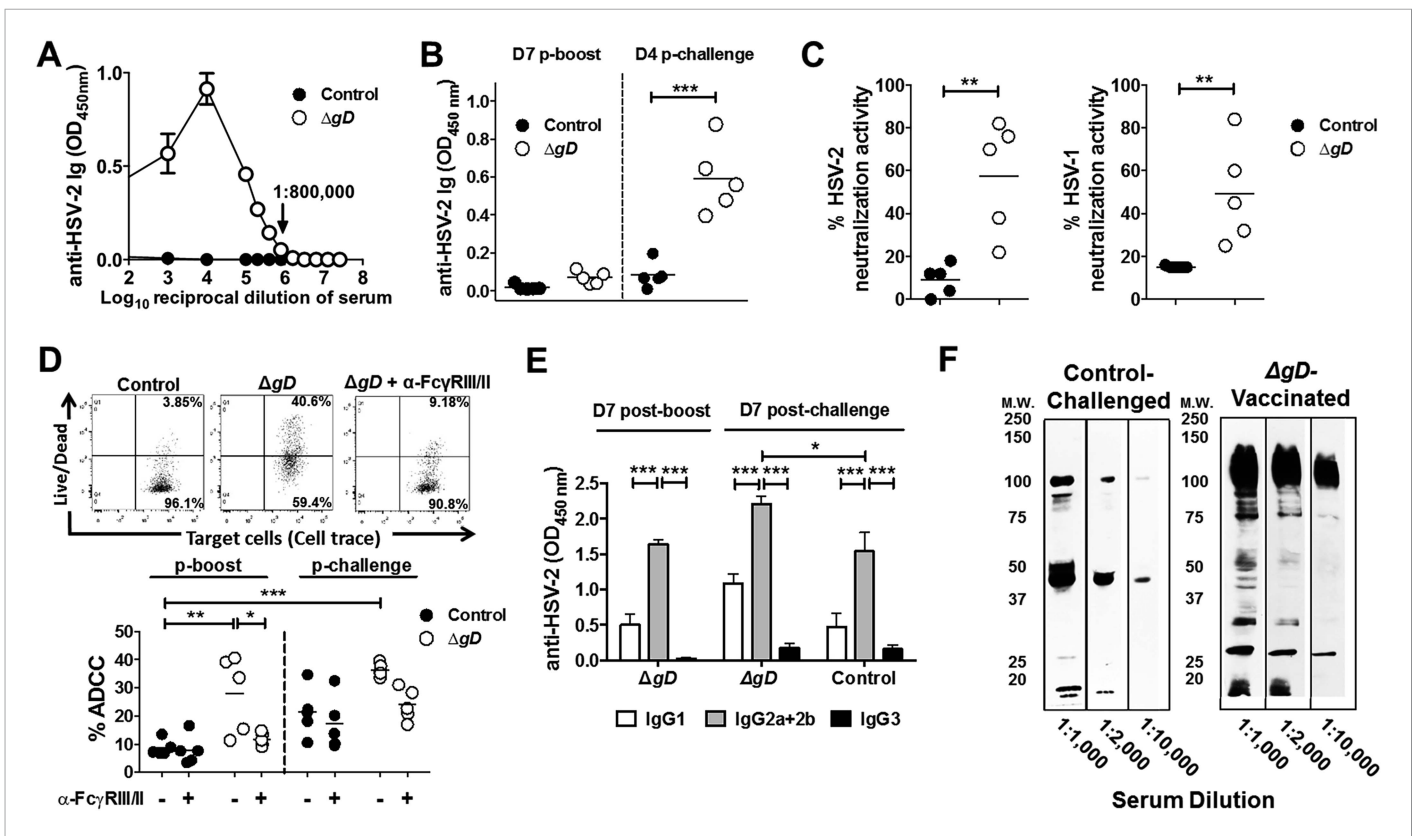 A
anti-HSV-2 Ig (OD450nm)
1.0
0.5
0.0
Control
ΔgD
1:800,000
2 3 4 5 6 7 8
Log10 reciprocal dilution of serum
B
D7 p-boost D4 p-challenge
anti-HSV-2 Ig (OD450 nm)
1.0
0.8
0.6
0.4
0.2
0.0
***
Control
ΔgD
C
% HSV-2
neutralization activity
100
80
60
40
20
0
**
% HSV-1
neutralization activity
100
80
60
40
20
0
**
Control
ΔgD
D
Control ΔgD ΔgD + α-FcγRIII/II
Live/Dead
Q1 3.85% Q1 40.6% Q1 9.18%
Q4 96.1% Q4 59.4% Q4 90.8%
Target cells (Cell trace)
p-boost p-challenge
***
** *
Control
ΔgD
% ADCC
50
40
30
20
10
0
α-FcγRIII/II - + - + - + - +
E
D7 post-boost D7 post-challenge
*
*** *** *** *** *** ***
anti-HSV-2 (OD450 nm)
2.5
2.0
1.5
1.0
0.5
0.0
ΔgD ΔgD Control
IgG1 IgG2a+2b IgG3
F
Control-
Challenged
ΔgD-
Vaccinated
M.W.
250
150
100
75
50
37
25
20
M.W.
250
150
100
75
50
37
25
20
1:1,000 1:2,000 1:10,000
1:1,000 1:2,000 1:10,000
Serum Dilution